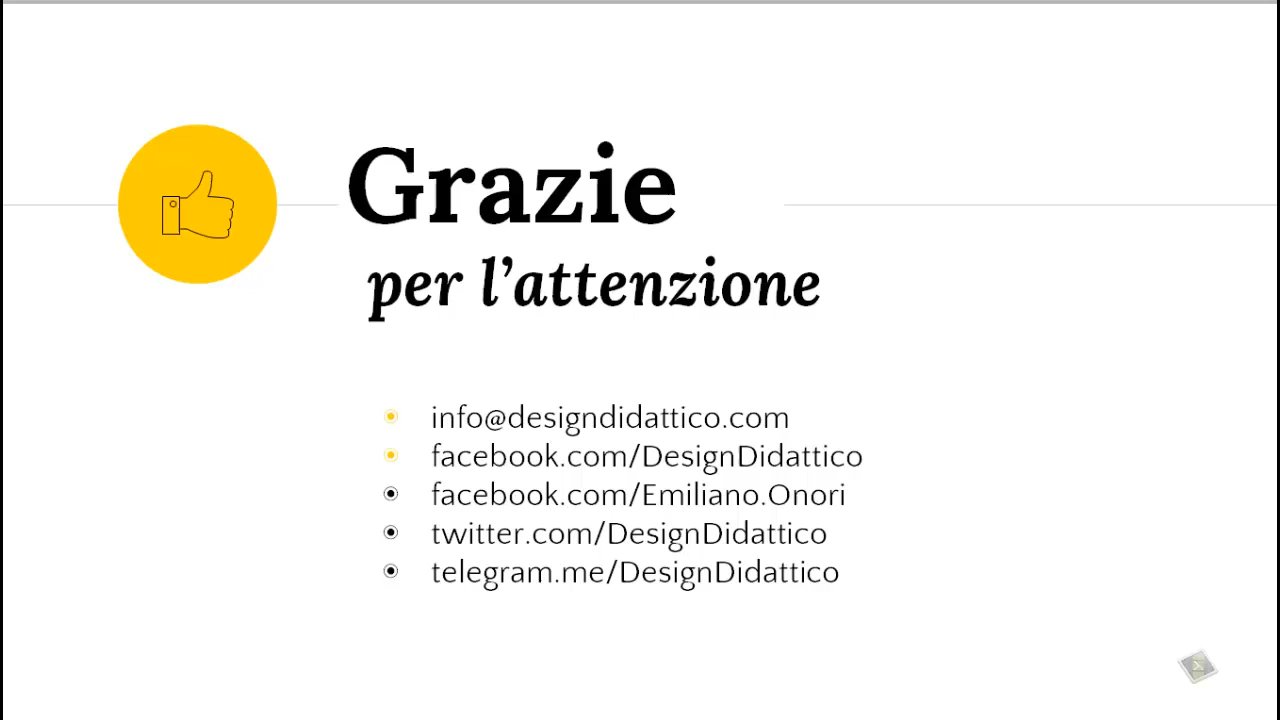 Grazie
per l’attenzione
info@designdidattico.com
facebook.com/DesignDidattico
facebook.com/Emiliano.Onori
twitter.com/DesignDidattico
telegram.me/DesignDidattico